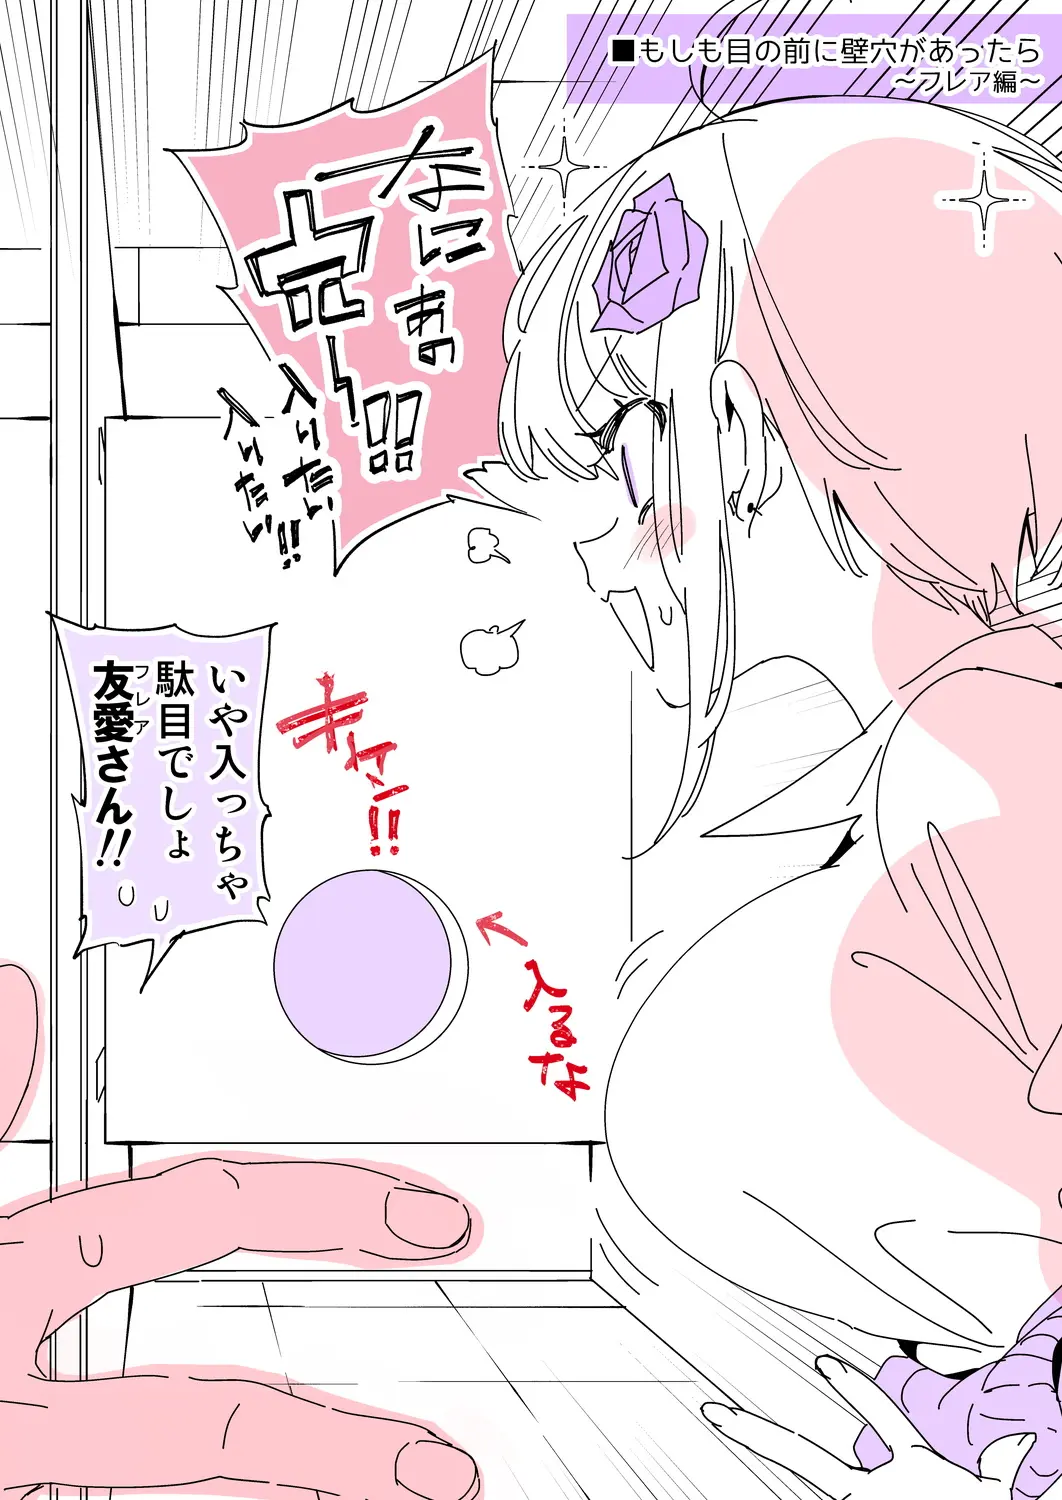 ■もしも目の前に壁穴があったら
～フレア編～
なに
あの
穴ー!!
入りたい
入りたい!!
いや入っちゃ
駄目でしょ
友愛さん!!
フレア
キケン!!
←入るな